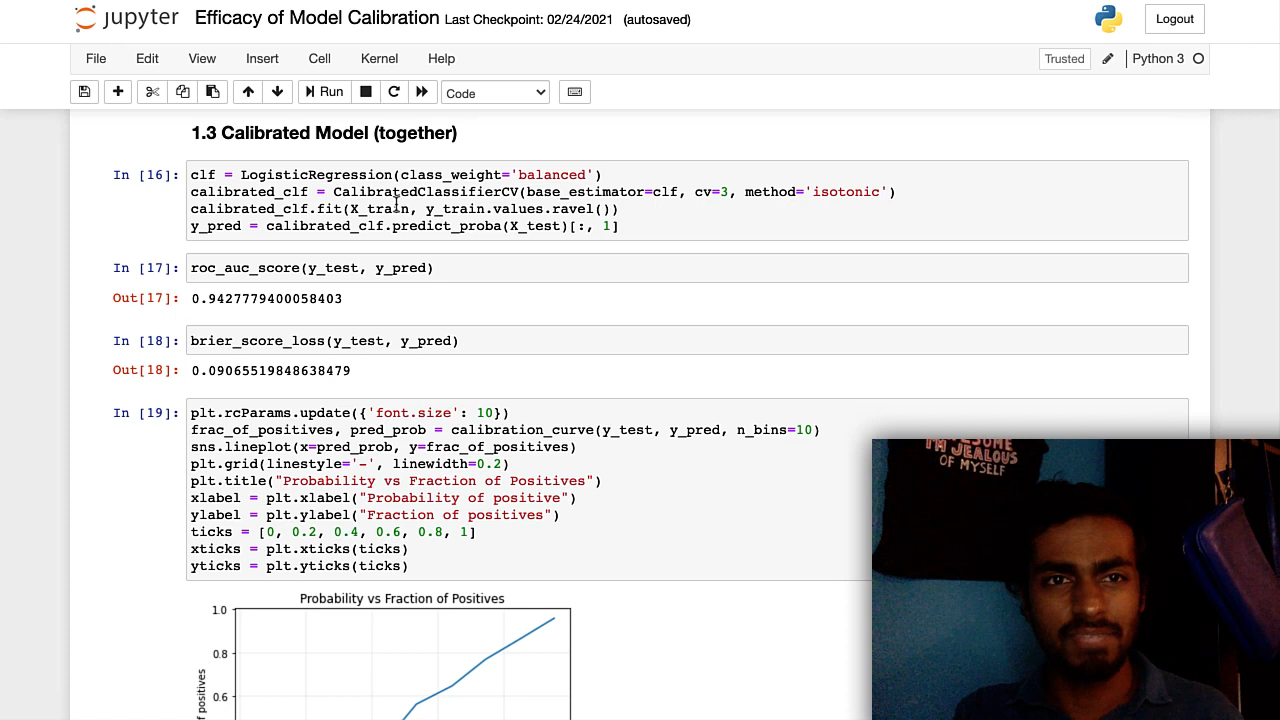 jupyter Efficacy of Model Calibration Last Checkpoint: 02/24/2021 (autosaved) Logout
File Edit View Insert Cell Kernel Help Trusted Python 3
Run Code
1.3 Calibrated Model (together)
In [16]: clf = LogisticRegression(class_weight='balanced')
calibrated_clf = CalibratedClassifierCV(base_estimator=clf, cv=3, method='isotonic')
calibrated_clf.fit(X_train, y_train.values.ravel())
y_pred = calibrated_clf.predict_proba(X_test)[:, 1]
In [17]: roc_auc_score(y_test, y_pred)
Out[17]: 0.9427779400058403
In [18]: brier_score_loss(y_test, y_pred)
Out[18]: 0.09065519848638479
In [19]: plt.rcParams.update({'font.size': 10})
frac_of_positives, pred_prob = calibration_curve(y_test, y_pred, n_bins=10)
sns.lineplot(x=pred_prob, y=frac_of_positives)
plt.grid(linestyle='-', linewidth=0.2)
plt.title("Probability vs Fraction of Positives")
xlabel = plt.xlabel("Probability of positive")
ylabel = plt.ylabel("Fraction of positives")
ticks = [0, 0.2, 0.4, 0.6, 0.8, 1]
xticks = plt.xticks(ticks)
yticks = plt.yticks(ticks)
Probability vs Fraction of Positives
1.0
0.8
0.6
positives
I'M JEALOUS
OF MYSELF